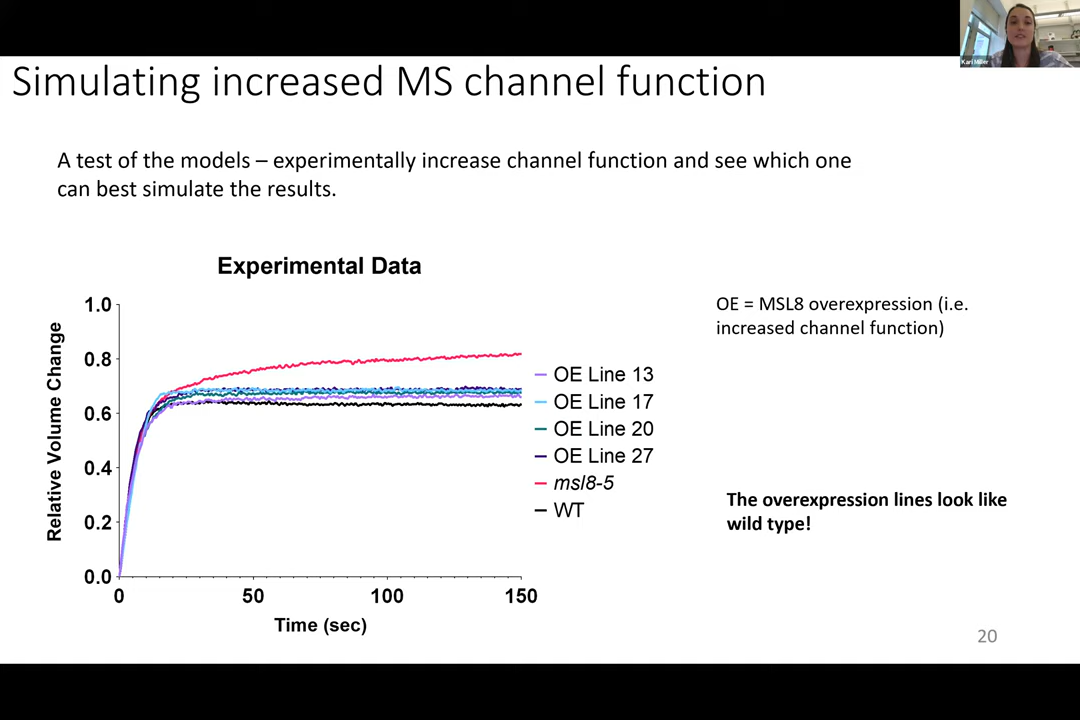 Kari Miller
Simulating increased MS channel function
A test of the models – experimentally increase channel function and see which one
can best simulate the results.
Experimental Data
Relative Volume Change
1.0
0.8
0.6
0.4
0.2
0.0
0
50
100
150
Time (sec)
OE Line 13
OE Line 17
OE Line 20
OE Line 27
msl8-5
WT
OE = MSL8 overexpression (i.e.
increased channel function)
The overexpression lines look like
wild type!
20